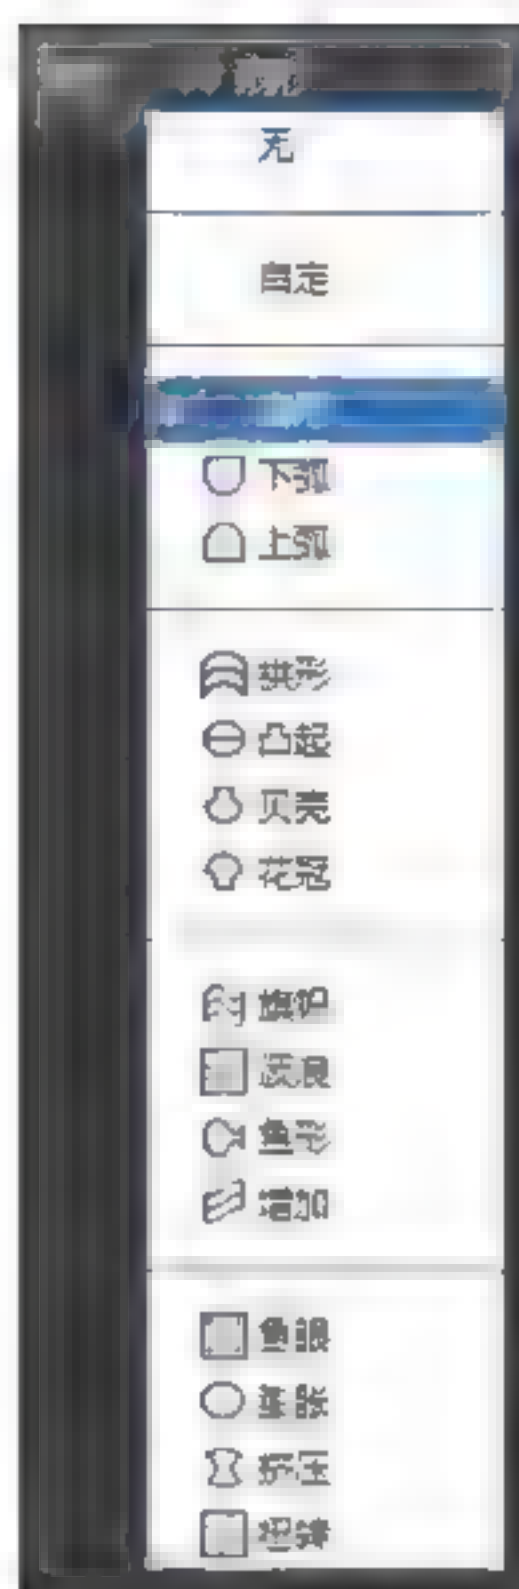 无
自定
下弧
上弧
拱形
凸起
贝壳
花冠
旗帜
波浪
鱼形
增加
鱼眼
膨胀
挤压
扭转